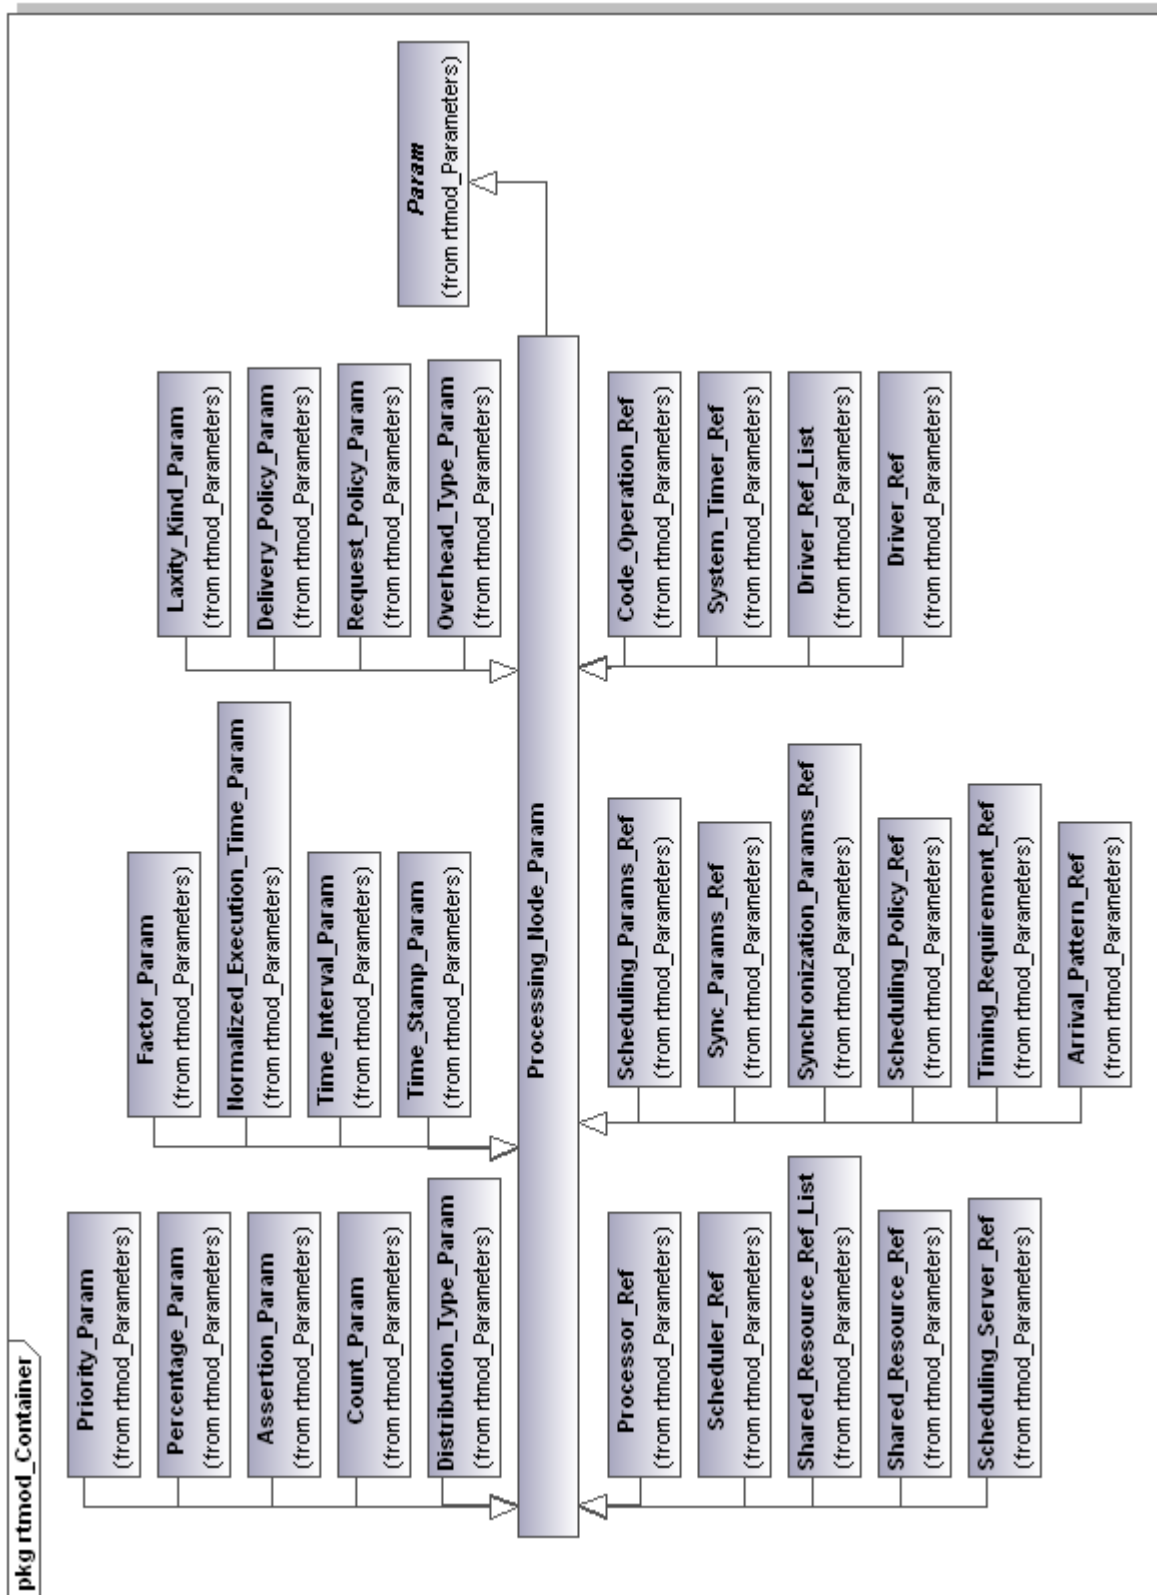 pkg rtmod_Container
Priority_Param
(from rtmod_Parameters)
Percentage_Param
(from rtmod_Parameters)
Assertion_Param
(from rtmod_Parameters)
Count_Param
(from rtmod_Parameters)
Distribution_Type_Param
(from rtmod_Parameters)
Factor_Param
(from rtmod_Parameters)
Normalized_Execution_Time_Param
(from rtmod_Parameters)
Time_Interval_Param
(from rtmod_Parameters)
Time_Stamp_Param
(from rtmod_Parameters)
Laxity_Kind_Param
(from rtmod_Parameters)
Delivery_Policy_Param
(from rtmod_Parameters)
Request_Policy_Param
(from rtmod_Parameters)
Overhead_Type_Param
(from rtmod_Parameters)
Param
(from rtmod_Parameters)
Processing_Node_Param
Processor_Ref
(from rtmod_Parameters)
Scheduler_Ref
(from rtmod_Parameters)
Shared_Resource_Ref_List
(from rtmod_Parameters)
Shared_Resource_Ref
(from rtmod_Parameters)
Scheduling_Server_Ref
(from rtmod_Parameters)
Scheduling_Params_Ref
(from rtmod_Parameters)
Sync_Params_Ref
(from rtmod_Parameters)
Synchronization_Params_Ref
(from rtmod_Parameters)
Scheduling_Policy_Ref
(from rtmod_Parameters)
Timing_Requirement_Ref
(from rtmod_Parameters)
Arrival_Pattern_Ref
(from rtmod_Parameters)
Code_Operation_Ref
(from rtmod_Parameters)
System_Timer_Ref
(from rtmod_Parameters)
Driver_Ref_List
(from rtmod_Parameters)
Driver_Ref
(from rtmod_Parameters)